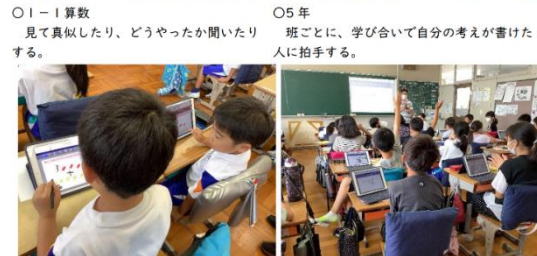 ○1-1算数
見て真似したり、どうやったか聞いたり
する。
○5年
班ごとに、学び合いで自分の考えが書けた
人に拍手する。